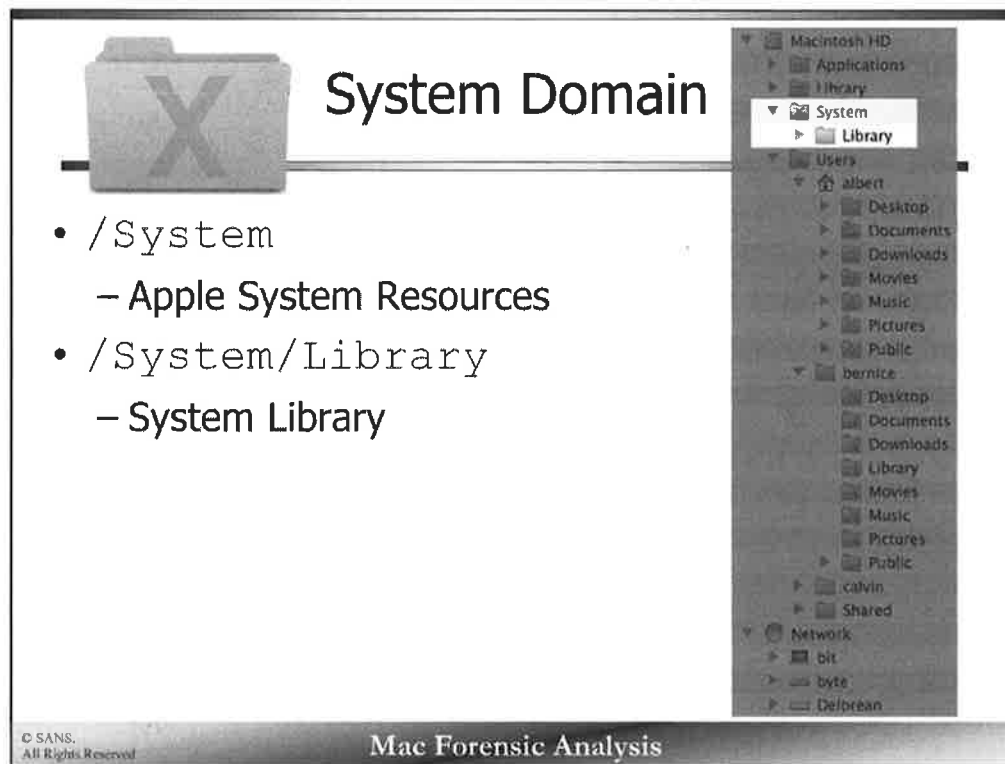 System Domain
• /System
– Apple System Resources
• /System/Library
– System Library
Macintosh HD
Applications
Library
System
Library
Users
albert
Desktop
Documents
Downloads
Movies
Music
Pictures
Public
bernice
Desktop
Documents
Downloads
Library
Movies
Music
Pictures
Public
calvin
Shared
Network
bit
byte
Delorean
© SANS.
All Rights Reserved
Mac Forensic Analysis